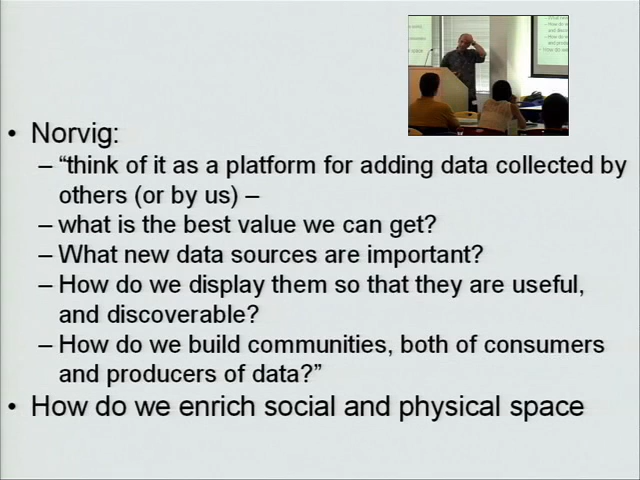 • Norvig:
– “think of it as a platform for adding data collected by
others (or by us) –
– what is the best value we can get?
– What new data sources are important?
– How do we display them so that they are useful,
and discoverable?
– How do we build communities, both of consumers
and producers of data?”
• How do we enrich social and physical space